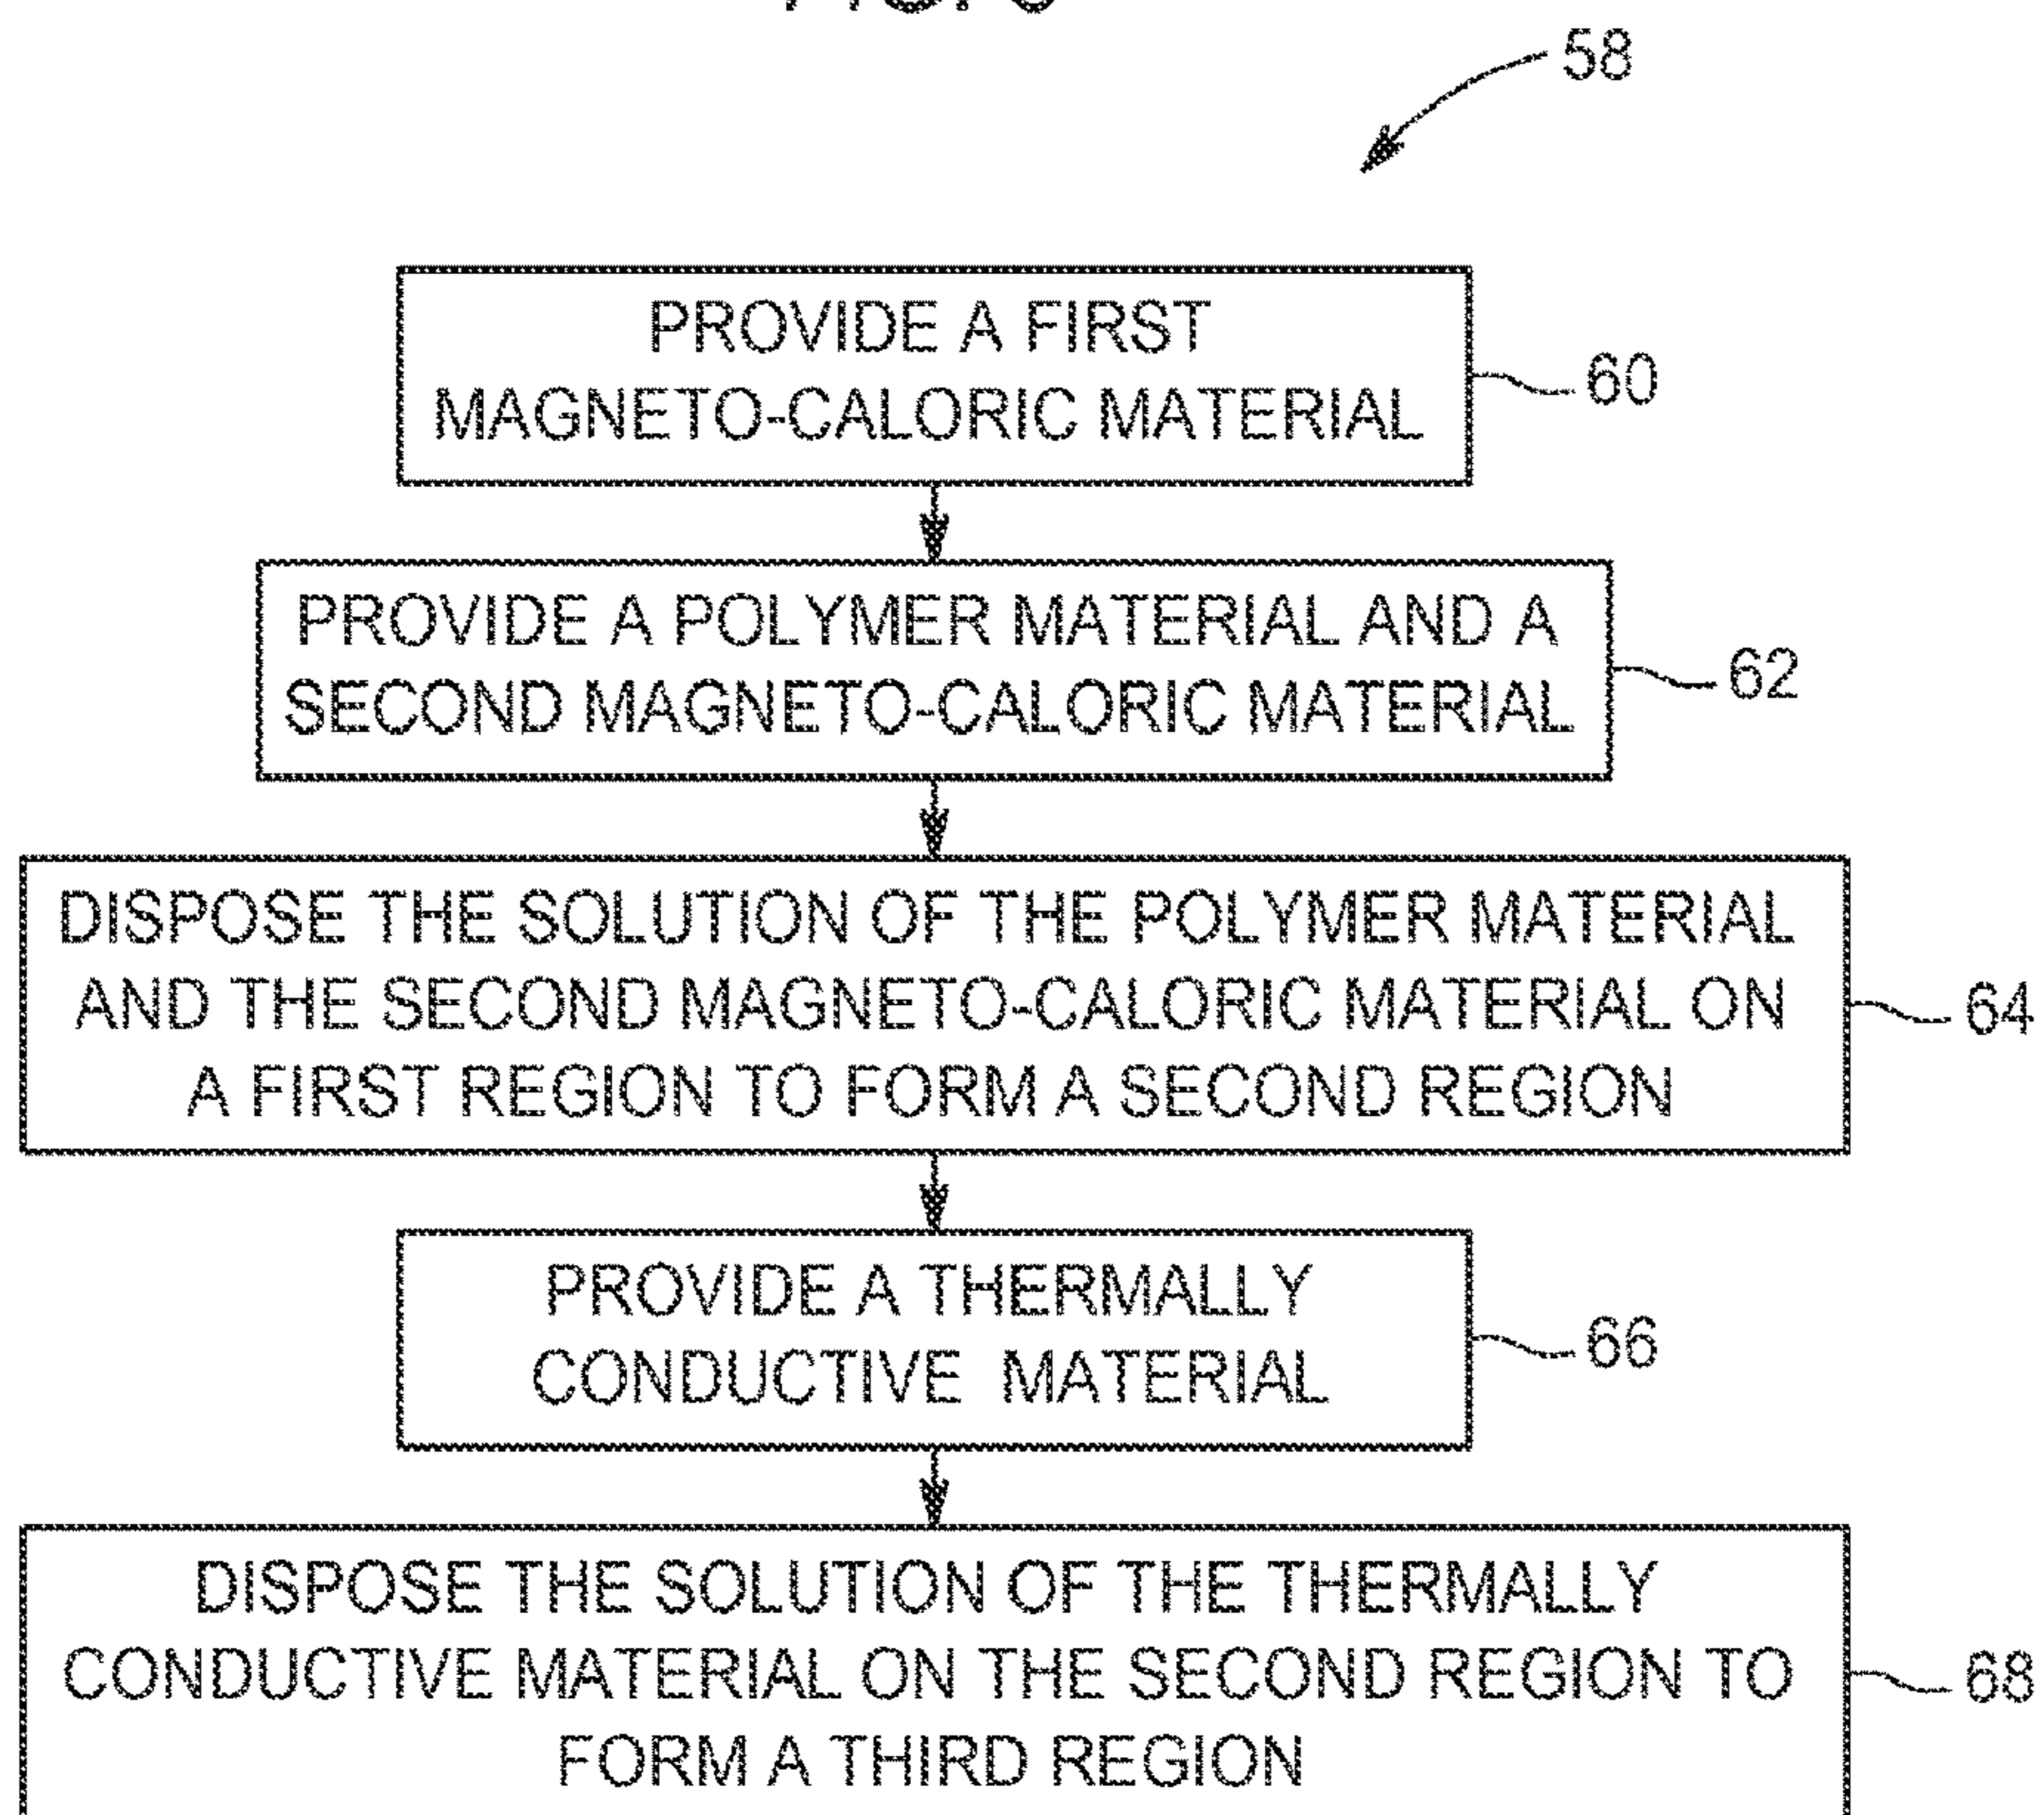 58
PROVIDE A FIRST
MAGNETO-CALORIC MATERIAL
60
PROVIDE A POLYMER MATERIAL AND A
SECOND MAGNETO-CALORIC MATERIAL
62
DISPOSE THE SOLUTION OF THE POLYMER MATERIAL
AND THE SECOND MAGNETO-CALORIC MATERIAL ON
A FIRST REGION TO FORM A SECOND REGION
64
PROVIDE A THERMALLY
CONDUCTIVE MATERIAL
66
DISPOSE THE SOLUTION OF THE THERMALLY
CONDUCTIVE MATERIAL ON THE SECOND REGION TO
FORM A THIRD REGION
68